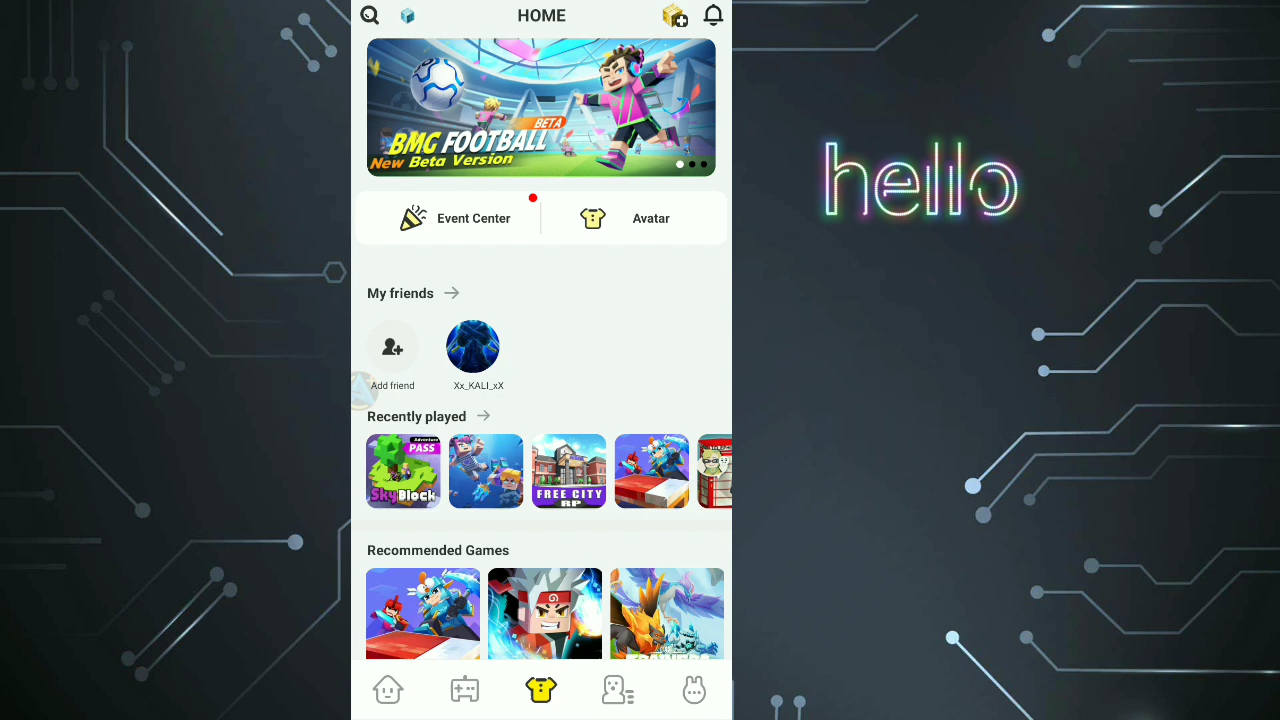 HOME
BMG FOOTBALL
BETA
New Beta Version
hello
Event Center
Avatar
My friends
Add friend
Xx_KALI_xX
Recently played
Adventure
PASS
SkyBlock
FREE CITY
RP
Recommended Games